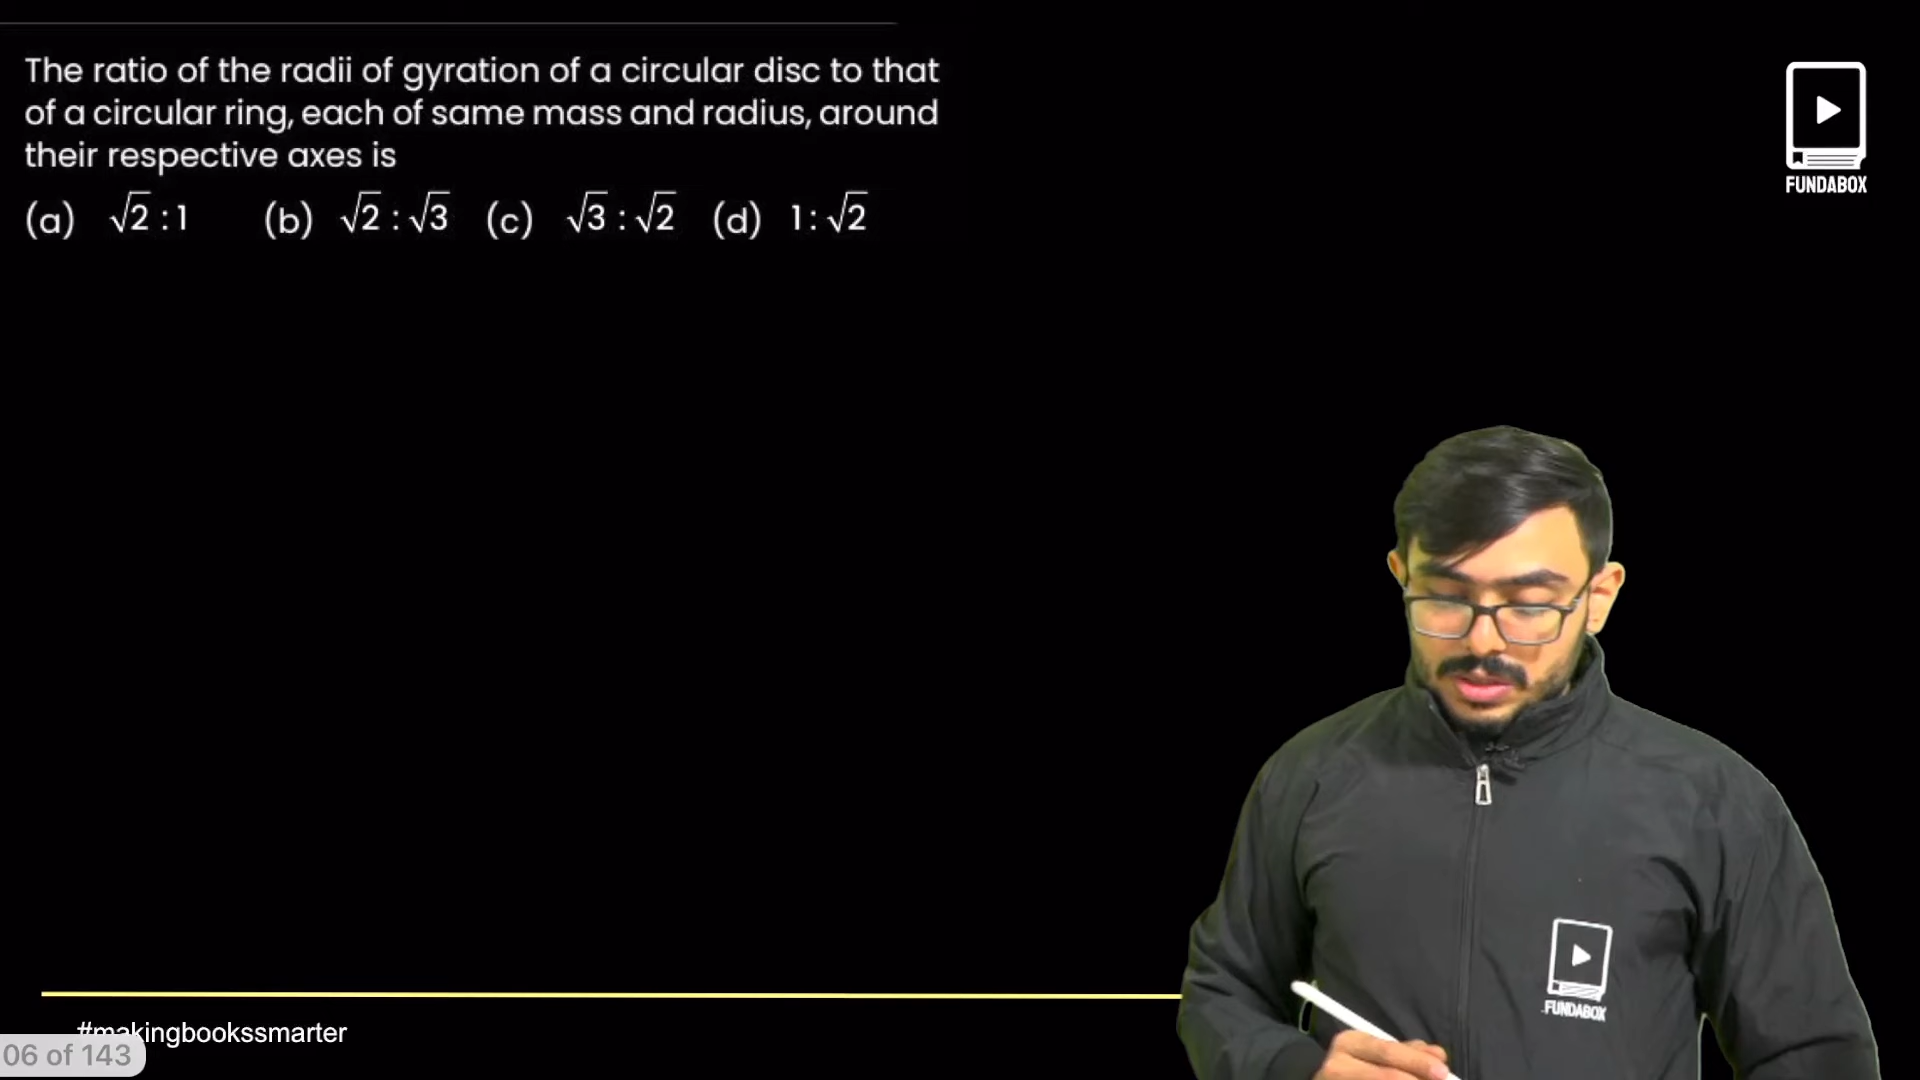 The ratio of the radii of gyration of a circular disc to that
of a circular ring, each of same mass and radius, around
their respective axes is
(a) √2 : 1 (b) √2 : √3 (c) √3 : √2 (d) 1 : √2
FUNDABOX
FUNDABOX
#makingbookssmarter
06 of 143